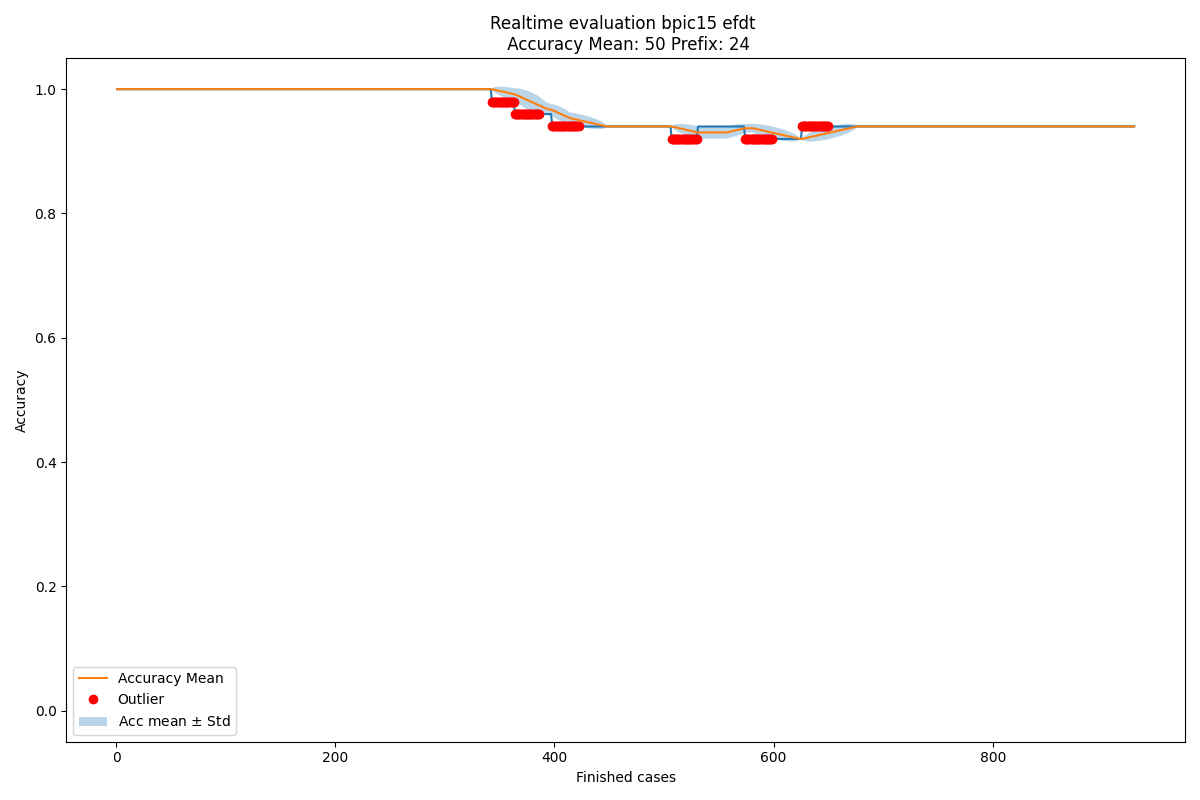 Realtime evaluation bpic15 efdt
Accuracy Mean: 50 Prefix: 24
1.0
0.8
0.6
0.4
0.2
0.0
Accuracy
Accuracy Mean
Outlier
Acc mean ± Std
0 200 400 600 800
Finished cases